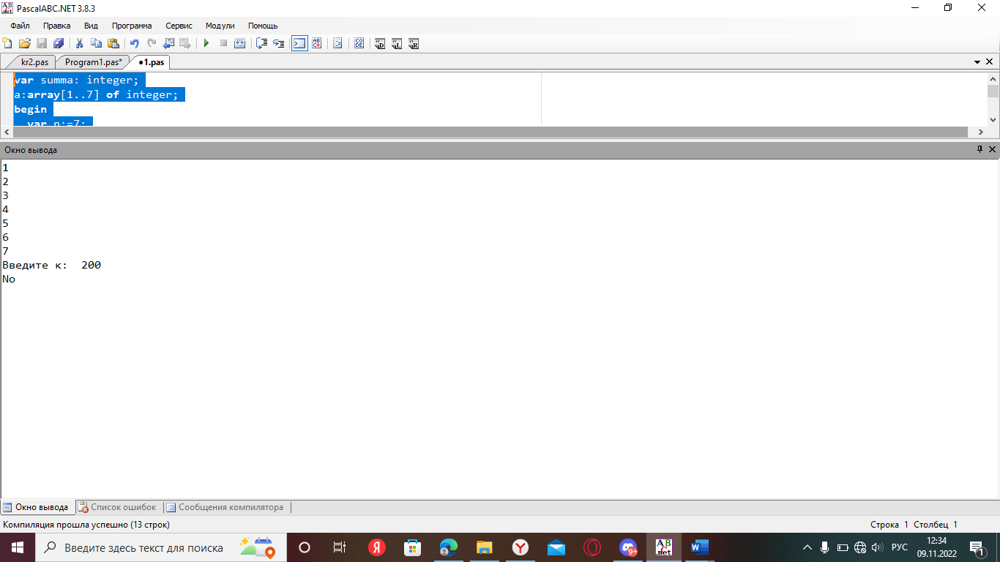 PascalABC.NET 3.8.3
Файл Правка Вид Программа Сервис Модули Помощь
kr2.pas Program1.pas* ●1.pas
var summa: integer;
a:array[1..7] of integer;
begin
var n:=7;
Окно вывода
1
2
3
4
5
6
7
Введите к: 200
No
Окно вывода Список ошибок Сообщения компилятора
Компиляция прошла успешно (13 строк) Строка 1 Столбец 1
Введите здесь текст для поиска
РУС
12:34
09.11.2022